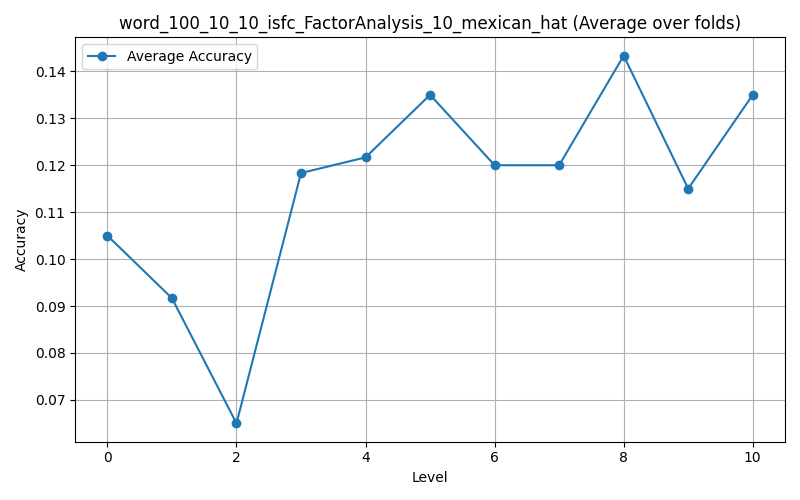 word_100_10_10_isfc_FactorAnalysis_10_mexican_hat (Average over folds)
Average Accuracy
0.14
0.13
0.12
0.11
0.10
0.09
0.08
0.07
Accuracy
0 2 4 6 8 10
Level